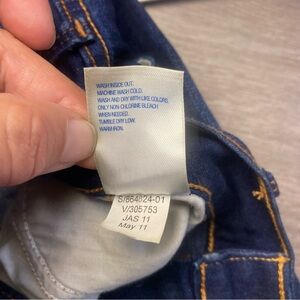 WASH INSIDE OUT.
MACHINE WASH COLD.
WASH AND DRY WITH LIKE COLORS.
ONLY NON-CHLORINE BLEACH
WHEN NEEDED.
TUMBLE DRY LOW.
WARM IRON.
S/864824-01
V/305753
JAS 11
May 11